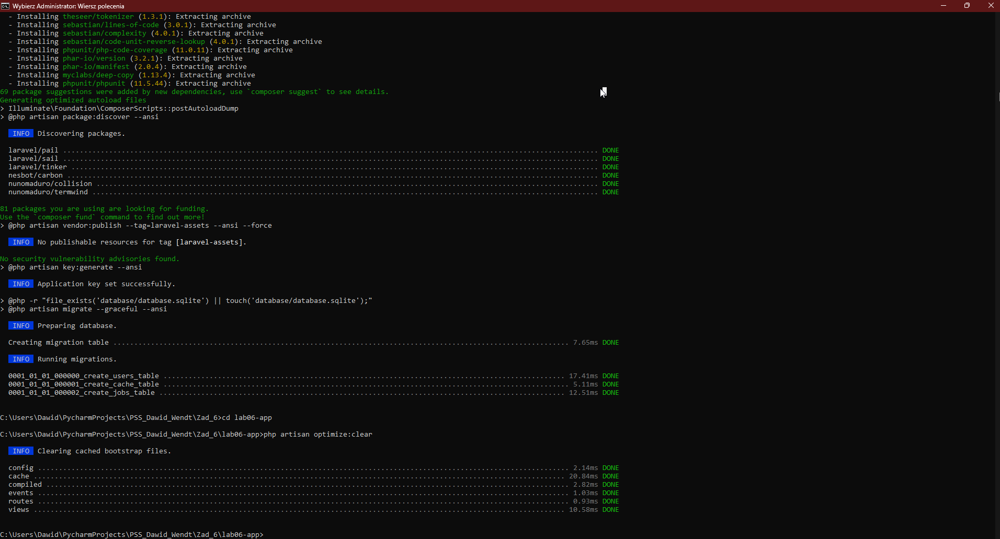 Wybierz Administrator: Wiersz polecenia
- Installing theseer/tokenizer (1.3.1): Extracting archive
- Installing sebastian/lines-of-code (3.0.1): Extracting archive
- Installing sebastian/complexity (4.0.1): Extracting archive
- Installing sebastian/code-unit-reverse-lookup (4.0.1): Extracting archive
- Installing phpunit/php-code-coverage (11.0.11): Extracting archive
- Installing phar-io/version (3.2.1): Extracting archive
- Installing phar-io/manifest (2.0.4): Extracting archive
- Installing myclabs/deep-copy (1.13.4): Extracting archive
- Installing phpunit/phpunit (11.5.44): Extracting archive
69 package suggestions were added by new dependencies, use `composer suggest` to see details.
Generating optimized autoload files
> Illuminate\Foundation\ComposerScripts::postAutoloadDump
> @php artisan package:discover --ansi
INFO Discovering packages.
laravel/pail ........ DONE
laravel/sail ........ DONE
laravel/tinker ........ DONE
nesbot/carbon ........ DONE
nunomaduro/collision ........ DONE
nunomaduro/termwind ........ DONE
81 packages you are using are looking for funding.
Use the `composer fund` command to find out more!
> @php artisan vendor:publish --tag=laravel-assets --ansi --force
INFO No publishable resources for tag [laravel-assets].
No security vulnerability advisories found.
> @php artisan key:generate --ansi
INFO Application key set successfully.
> @php -r "file_exists('database/database.sqlite') || touch('database/database.sqlite');"
> @php artisan migrate --graceful --ansi
INFO Preparing database.
Creating migration table ........ 7.65ms DONE
INFO Running migrations.
0001_01_01_000000_create_users_table ........ 17.41ms DONE
0001_01_01_000001_create_cache_table ........ 5.11ms DONE
0001_01_01_000002_create_jobs_table ........ 12.51ms DONE
C:\Users\Dawid\PycharmProjects\PSS_Dawid_Wendt\Zad_6>cd lab06-app
C:\Users\Dawid\PycharmProjects\PSS_Dawid_Wendt\Zad_6\lab06-app>php artisan optimize:clear
INFO Clearing cached bootstrap files.
config ........ 2.14ms DONE
cache ........ 20.84ms DONE
compiled ........ 2.82ms DONE
events ........ 1.03ms DONE
routes ........ 0.93ms DONE
views ........ 10.58ms DONE
C:\Users\Dawid\PycharmProjects\PSS_Dawid_Wendt\Zad_6\lab06-app>